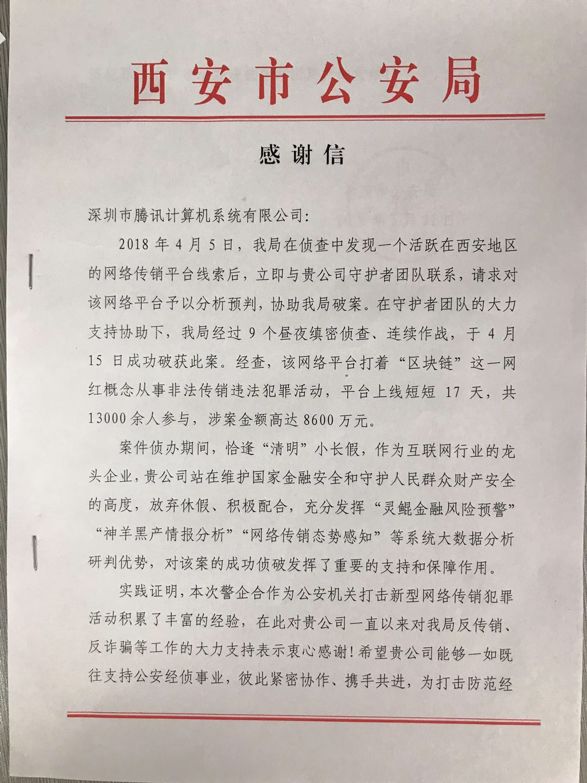 西安市公安局
感谢信
深圳市腾讯计算机系统有限公司：
2018 年 4 月 5 日，我局在侦查中发现一个活跃在西安地区
的网络传销平台线索后，立即与贵公司守护者团队联系，请求对
该网络平台予以分析预判，协助我局破案。在守护者团队的大力
支持协助下，我局经过 9 个昼夜缜密侦查、连续作战，于 4 月
15 日成功破获此案。经查，该网络平台打着“区块链”这一网
红概念从事非法传销违法犯罪活动，平台上线短短 17 天，共
13000 余人参与，涉案金额高达 8600 万元。
案件侦办期间，恰逢“清明”小长假，作为互联网行业的龙
头企业，贵公司站在维护国家金融安全和守护人民群众财产安全
的高度，放弃休假、积极配合，充分发挥“灵鲲金融风险预警”
“神羊黑产情报分析”“网络传销态势感知”等系统大数据分析
研判优势，对该案的成功侦破发挥了重要的支持和保障作用。
实践证明，本次警企合作为公安机关打击新型网络传销犯罪
活动积累了丰富的经验，在此对贵公司一直以来对我局反传销、
反诈骗等工作的大力支持表示衷心感谢！希望贵公司能够一如既
往支持公安经侦事业，彼此紧密协作、携手共进，为打击防范经